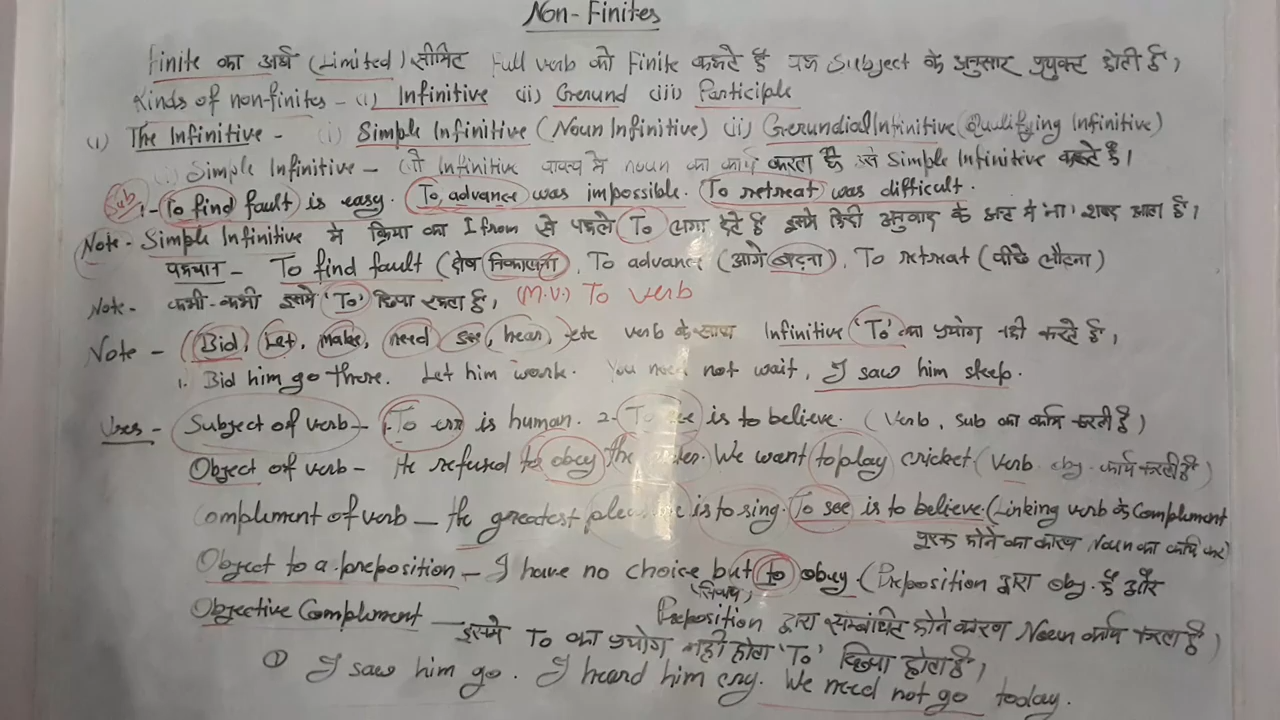 Non-Finites
Finite का अर्थ (Limited) सीमित Full verb को Finite कहते हैं यह Subject के अनुसार प्रयुक्त होती है,
Kinds of non-finites - (i) Infinitive (ii) Gerund (iii) Participle
(1) The Infinitive - (i) Simple Infinitive (Noun Infinitive) (ii) Gerundial Infinitive (Qualifying Infinitive)
(i) Simple Infinitive - जो Infinitive वाक्य मे noun का कार्य करता है उसे Simple Infinitive कहते है।
Sub 1- To find fault is easy. To advance was impossible. To retreat was difficult.
Note - Simple Infinitive मे क्रिया का I from से पहले To लगा देते है इसमे हिन्दी अनुवाद के अंत मे ना शब्द आता है।
पहचान - To find fault (दोष निकालना), To advance (आगे बढ़ना), To retreat (पीछे लौटना)
Note - कभी-कभी इसमे 'To' छिपा रहता है, (M.V.) To verb
Note - (Bid, Let, make, need see, hear,) etc verb के साथ Infinitive 'To' का प्रयोग नही करते है,
1. Bid him go there. Let him work. You need not wait, I saw him sleep.
Uses - Subject of verb - 1. To err is human. 2- To see is to believe. (Verb, sub का कार्य करती है)
Object of verb - He refused to obey the We want to play cricket (Verb obj. कार्य करती है)
Complement of verb - the greatest pleasure is to sing. To see is to believe. (Linking verb के Complement
पूरक होने का कारण Noun का कार्य करे)
Object to a preposition - I have no choice but to obey (Preposition द्वारा obj. है और
(सिवाय)
Preposition द्वारा सम्बंधित होने कारण Noun कार्य करता है)
Objective Complement - इसमे To का प्रयोग नही होता 'To' छिपा होता है,
① I saw him go. I heard him cry. We need not go today.